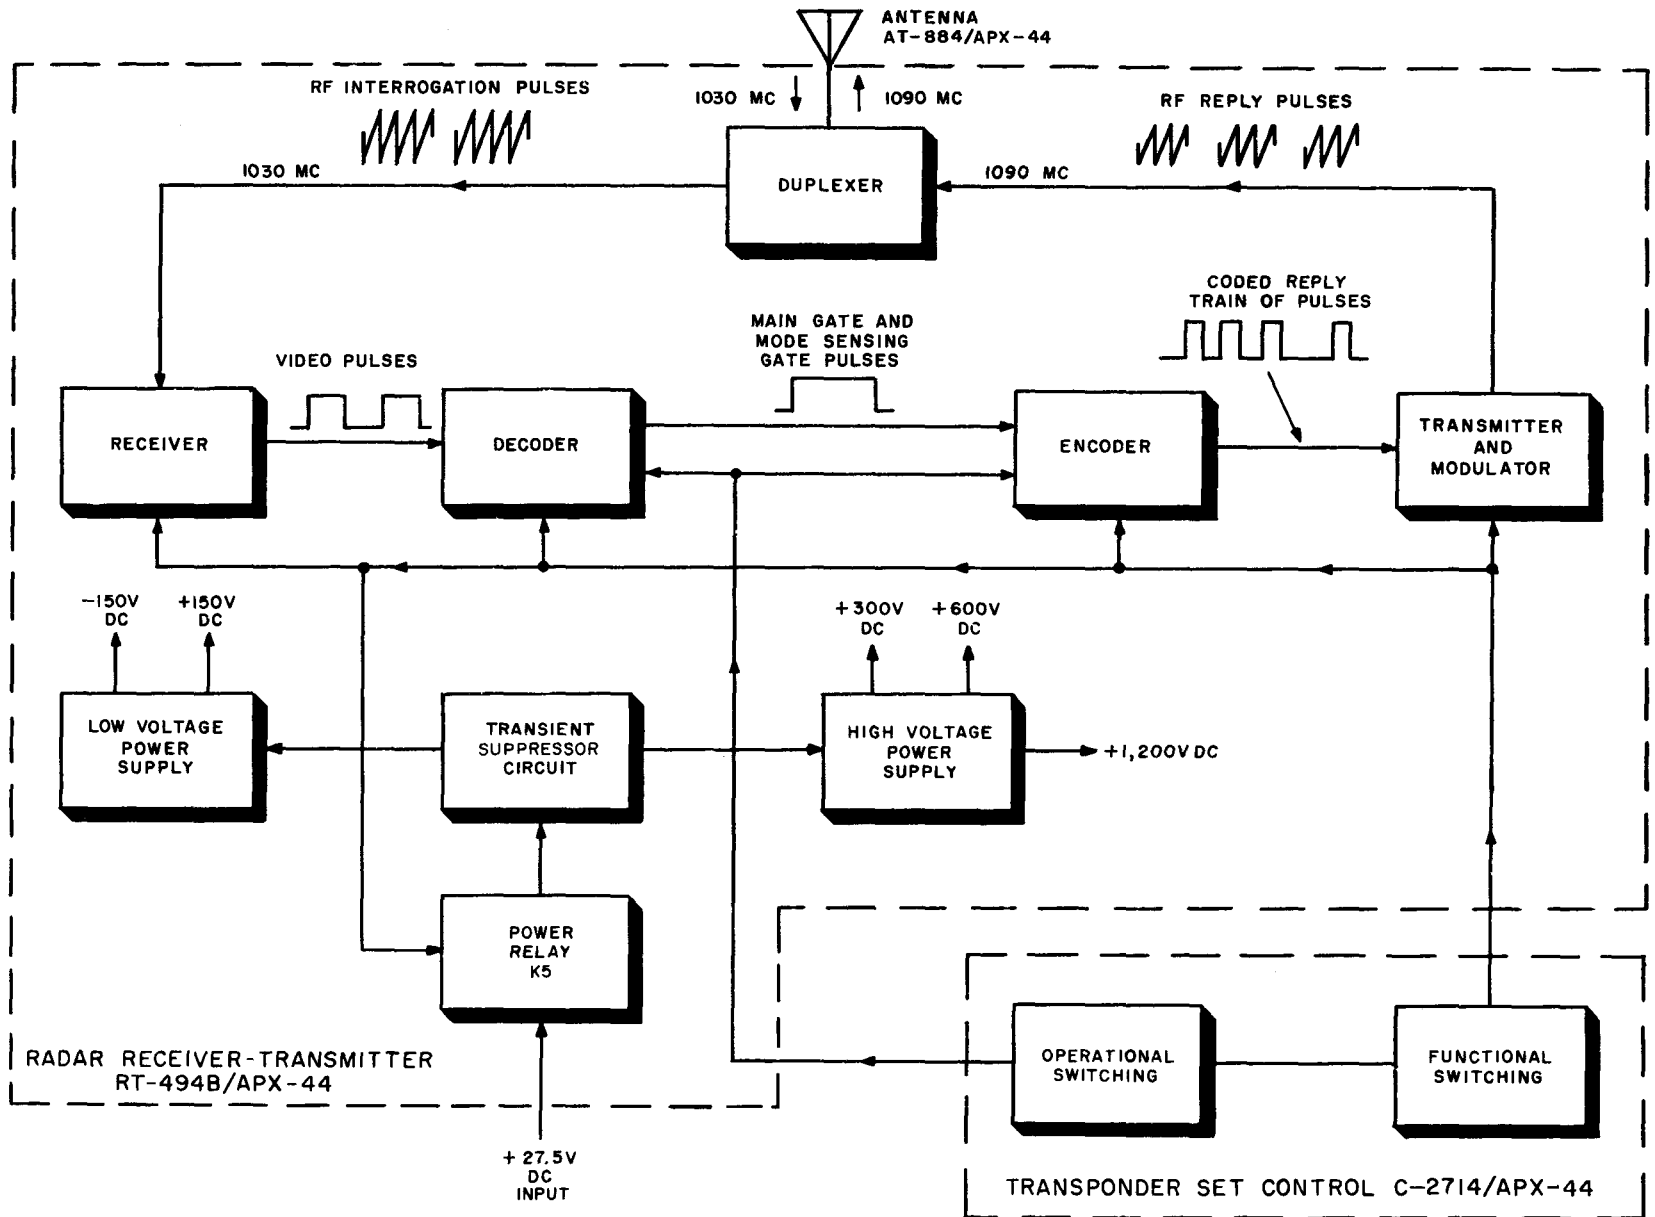 ANTENNA
AT-884/APX-44
RF INTERROGATION PULSES
1030 MC
1090 MC
RF REPLY PULSES
1030 MC
DUPLEXER
1090 MC
CODED REPLY
TRAIN OF PULSES
MAIN GATE AND
MODE SENSING
GATE PULSES
VIDEO PULSES
RECEIVER
DECODER
ENCODER
TRANSMITTER
AND
MODULATOR
-150V
DC
+150V
DC
+300V
DC
+600V
DC
LOW VOLTAGE
POWER
SUPPLY
TRANSIENT
SUPPRESSOR
CIRCUIT
HIGH VOLTAGE
POWER
SUPPLY
+1,200V DC
POWER
RELAY
K5
RADAR RECEIVER-TRANSMITTER
RT-494B/APX-44
OPERATIONAL
SWITCHING
FUNCTIONAL
SWITCHING
+27.5V
DC
INPUT
TRANSPONDER SET CONTROL C-2714/APX-44